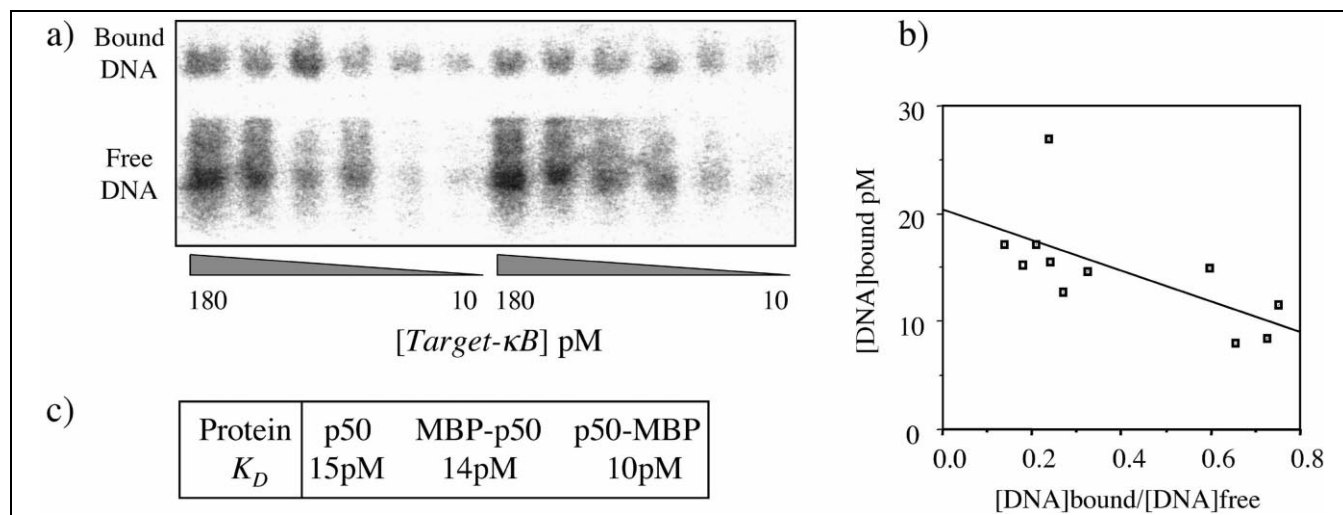 a)
Bound
DNA
Free
DNA
180 10 180 10
[Target-κB] pM
b)
[DNA]bound pM
30
20
10
0
0.0 0.2 0.4 0.6 0.8
[DNA]bound/[DNA]free
c)
Protein p50 MBP-p50 p50-MBP
K_D 15pM 14pM 10pM